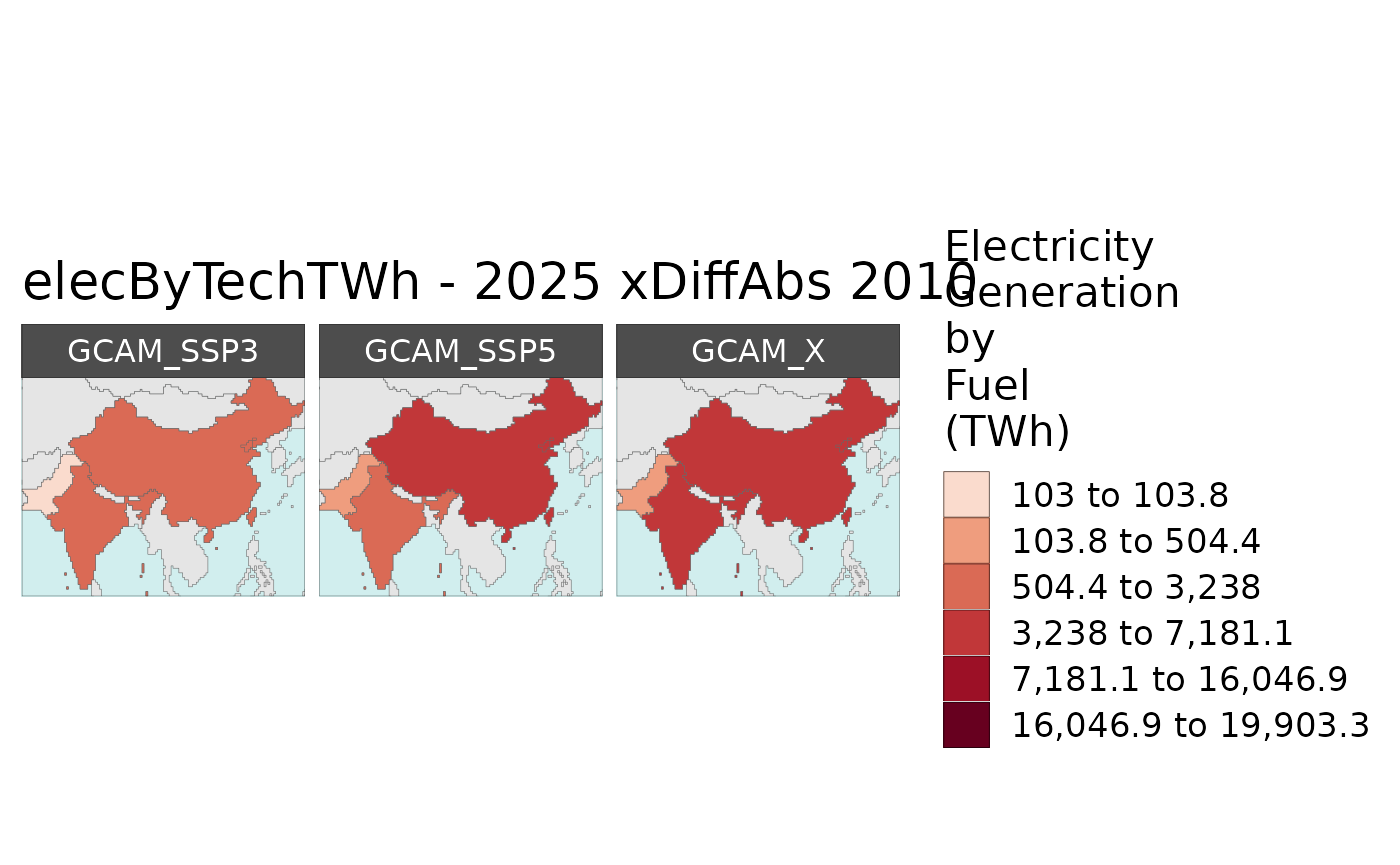 elecByTechTWh - 2025 xDiffAbs 2010
GCAM_SSP3
GCAM_SSP5
GCAM_X
Electricity
Generation
by
Fuel
(TWh)
103 to 103.8
103.8 to 504.4
504.4 to 3,238
3,238 to 7,181.1
7,181.1 to 16,046.9
16,046.9 to 19,903.3